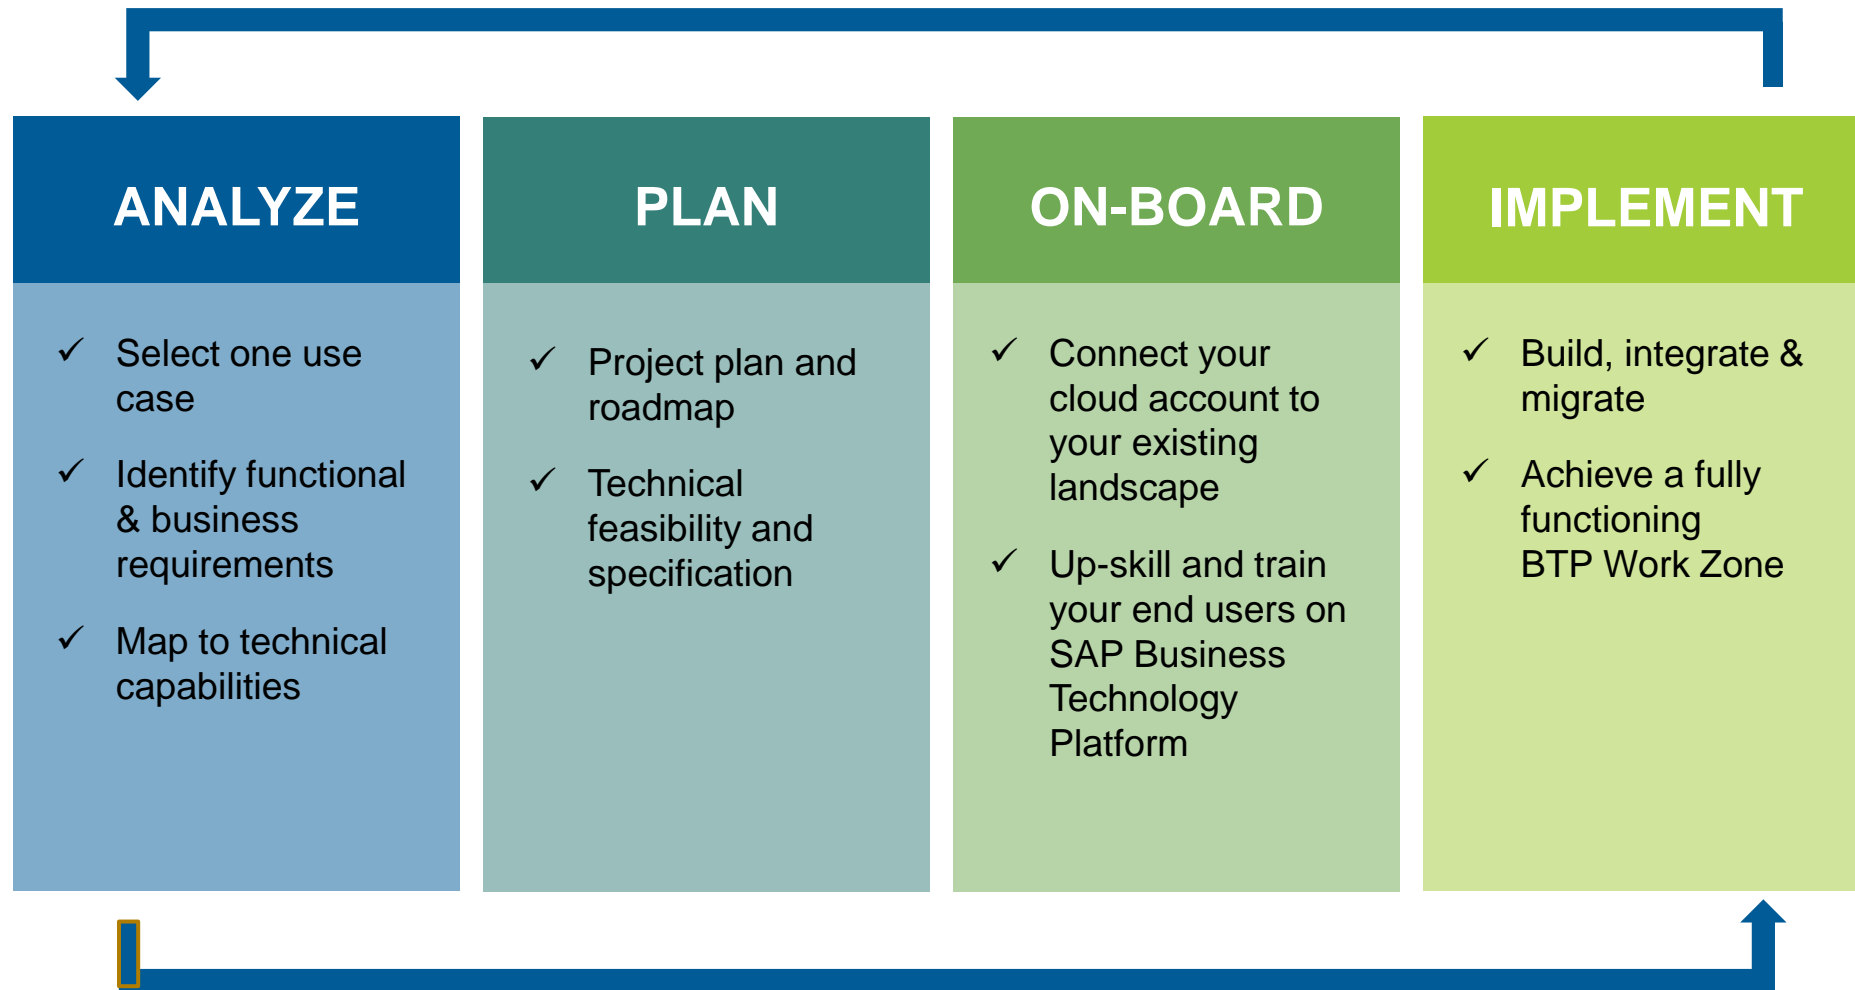 ANALYZE
✓ Select one use
case
✓ Identify functional
& business
requirements
✓ Map to technical
capabilities
PLAN
✓ Project plan and
roadmap
✓ Technical
feasibility and
specification
ON-BOARD
✓ Connect your
cloud account to
your existing
landscape
✓ Up-skill and train
your end users on
SAP Business
Technology
Platform
IMPLEMENT
✓ Build, integrate &
migrate
✓ Achieve a fully
functioning
BTP Work Zone